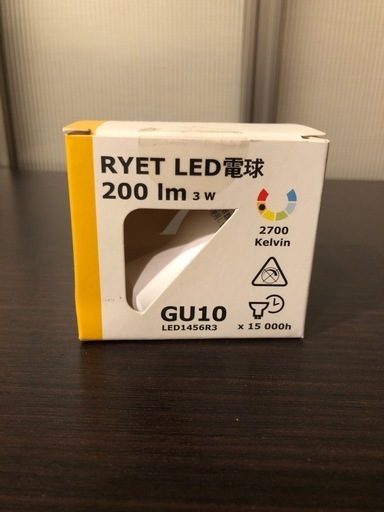 RYET LED電球
200 lm 3 W
2700
Kelvin
GU10
LED1456R3
x 15 000h